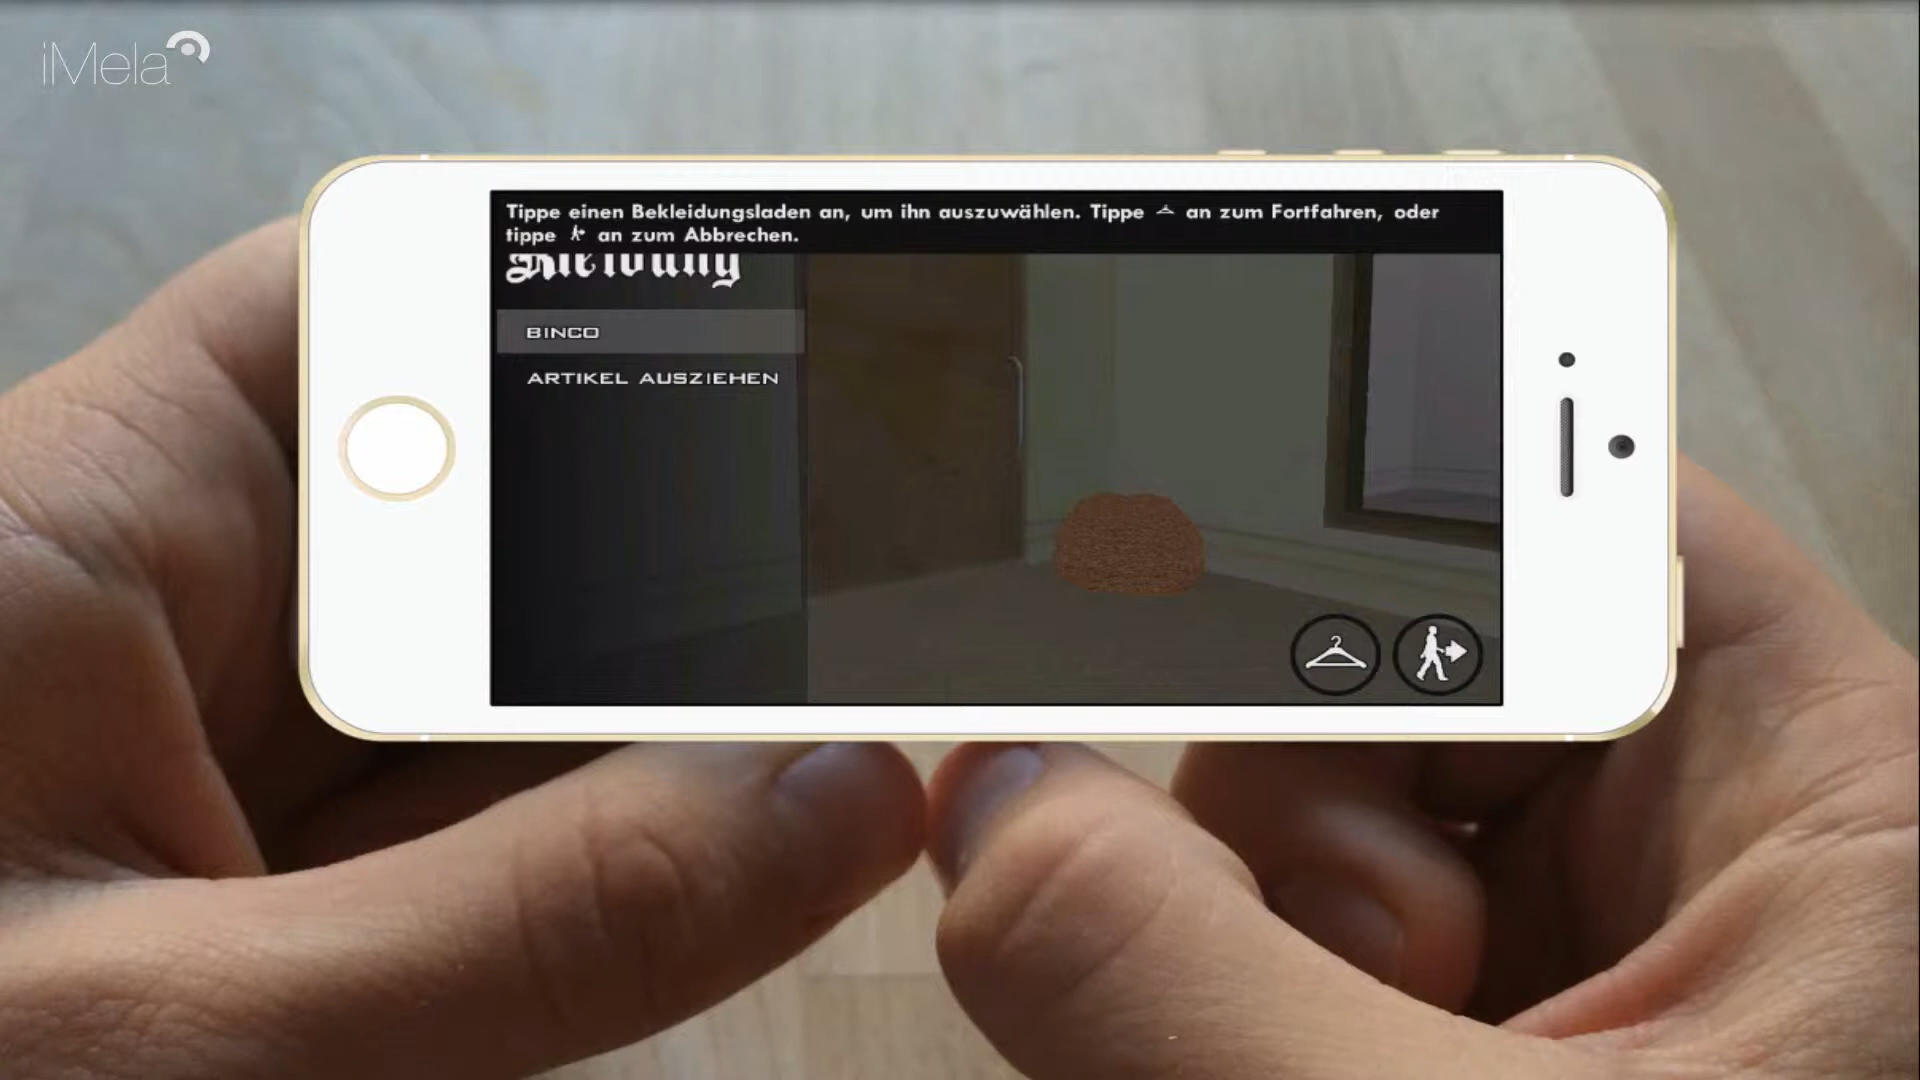 iMela
Tippe einen Bekleidungsladen an, um ihn auszuwählen. Tippe an zum Fortfahren, oder
tippe an zum Abbrechen.
Kleidung
BINCO
ARTIKEL AUSZIEHEN